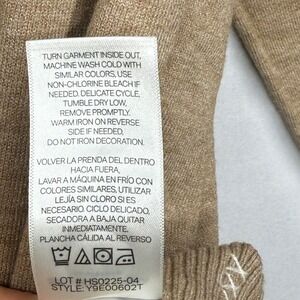 TURN GARMENT INSIDE OUT,
MACHINE WASH COLD WITH
SIMILAR COLORS, USE
NON-CHLORINE BLEACH IF
NEEDED. DELICATE CYCLE,
TUMBLE DRY LOW,
REMOVE PROMPTLY.
WARM IRON ON REVERSE
SIDE IF NEEDED.
DO NOT IRON DECORATION.
VOLVER LA PRENDA DEL DENTRO
HACIA FUERA,
LAVAR A MÁQUINA EN FRÍO CON
COLORES SIMILARES, UTILIZAR
LEJÍA SIN CLORO SI ES
NECESARIO. CICLO DELICADO,
SECADORA A BAJA QUITAR
INMEDIATAMENTE.
PLANCHA CÁLIDA AL REVERSO
LOT # HS0225-04
STYLE: Y9E00602T